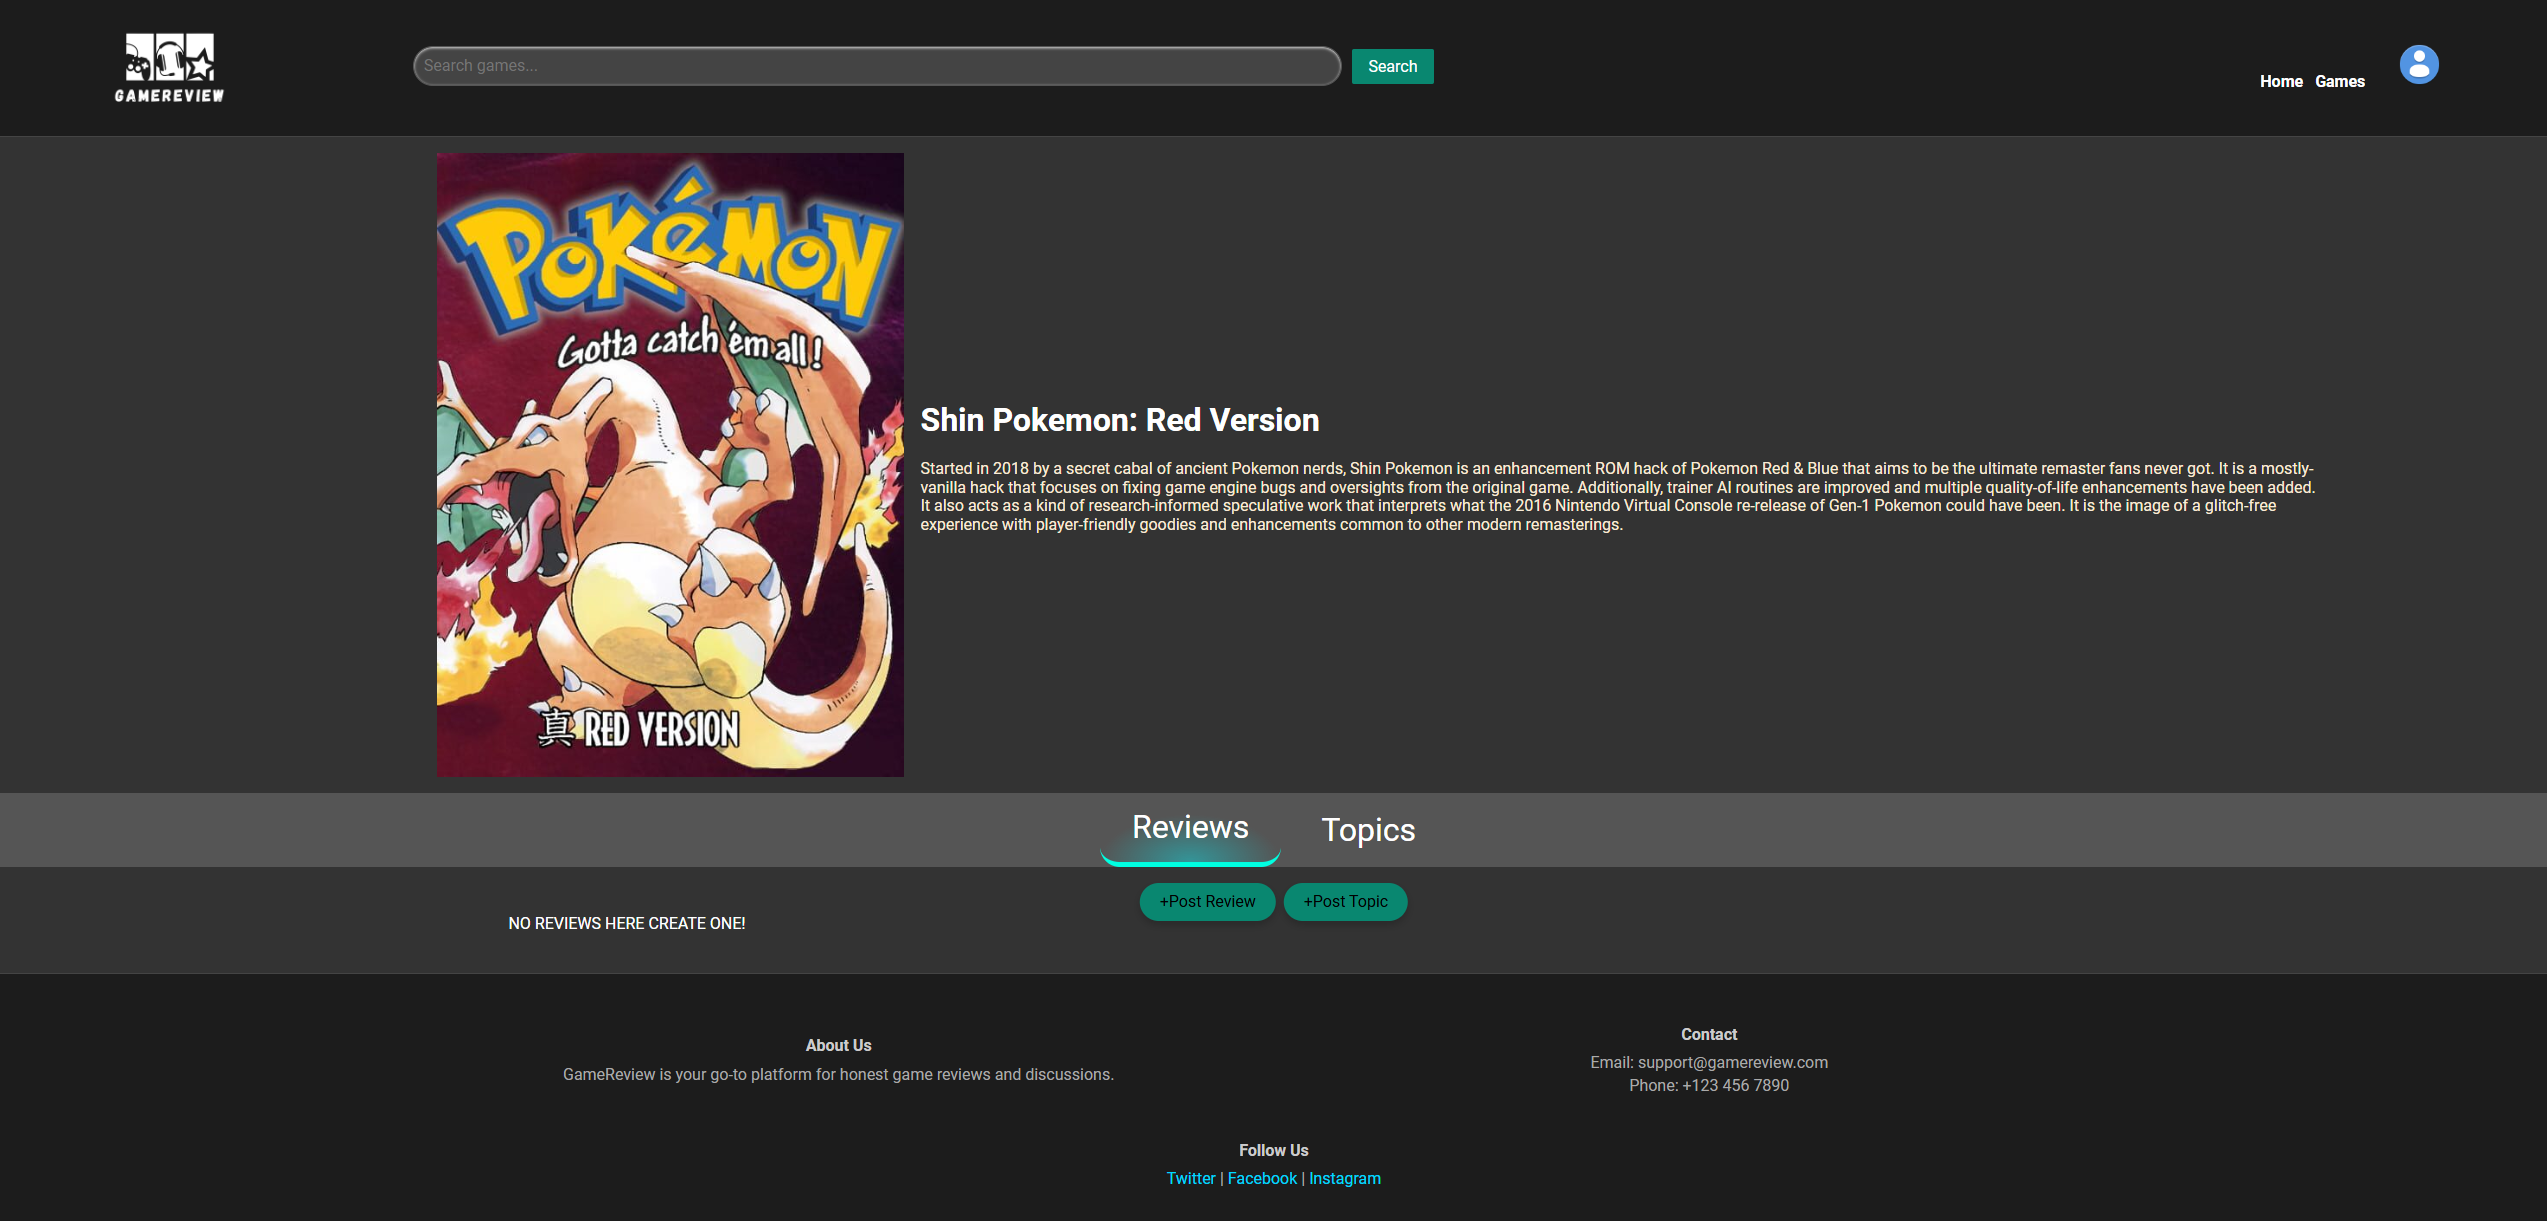 GAMEREVIEW
Search games...
Search
Home Games
POKéMON
Gotta catch 'em all!
真 RED VERSION
Shin Pokemon: Red Version
Started in 2018 by a secret cabal of ancient Pokemon nerds, Shin Pokemon is an enhancement ROM hack of Pokemon Red & Blue that aims to be the ultimate remaster fans never got. It is a mostly-
vanilla hack that focuses on fixing game engine bugs and oversights from the original game. Additionally, trainer AI routines are improved and multiple quality-of-life enhancements have been added.
It also acts as a kind of research-informed speculative work that interprets what the 2016 Nintendo Virtual Console re-release of Gen-1 Pokemon could have been. It is the image of a glitch-free
experience with player-friendly goodies and enhancements common to other modern remasterings.
Reviews Topics
+Post Review +Post Topic
NO REVIEWS HERE CREATE ONE!
About Us
GameReview is your go-to platform for honest game reviews and discussions.
Contact
Email: support@gamereview.com
Phone: +123 456 7890
Follow Us
Twitter | Facebook | Instagram